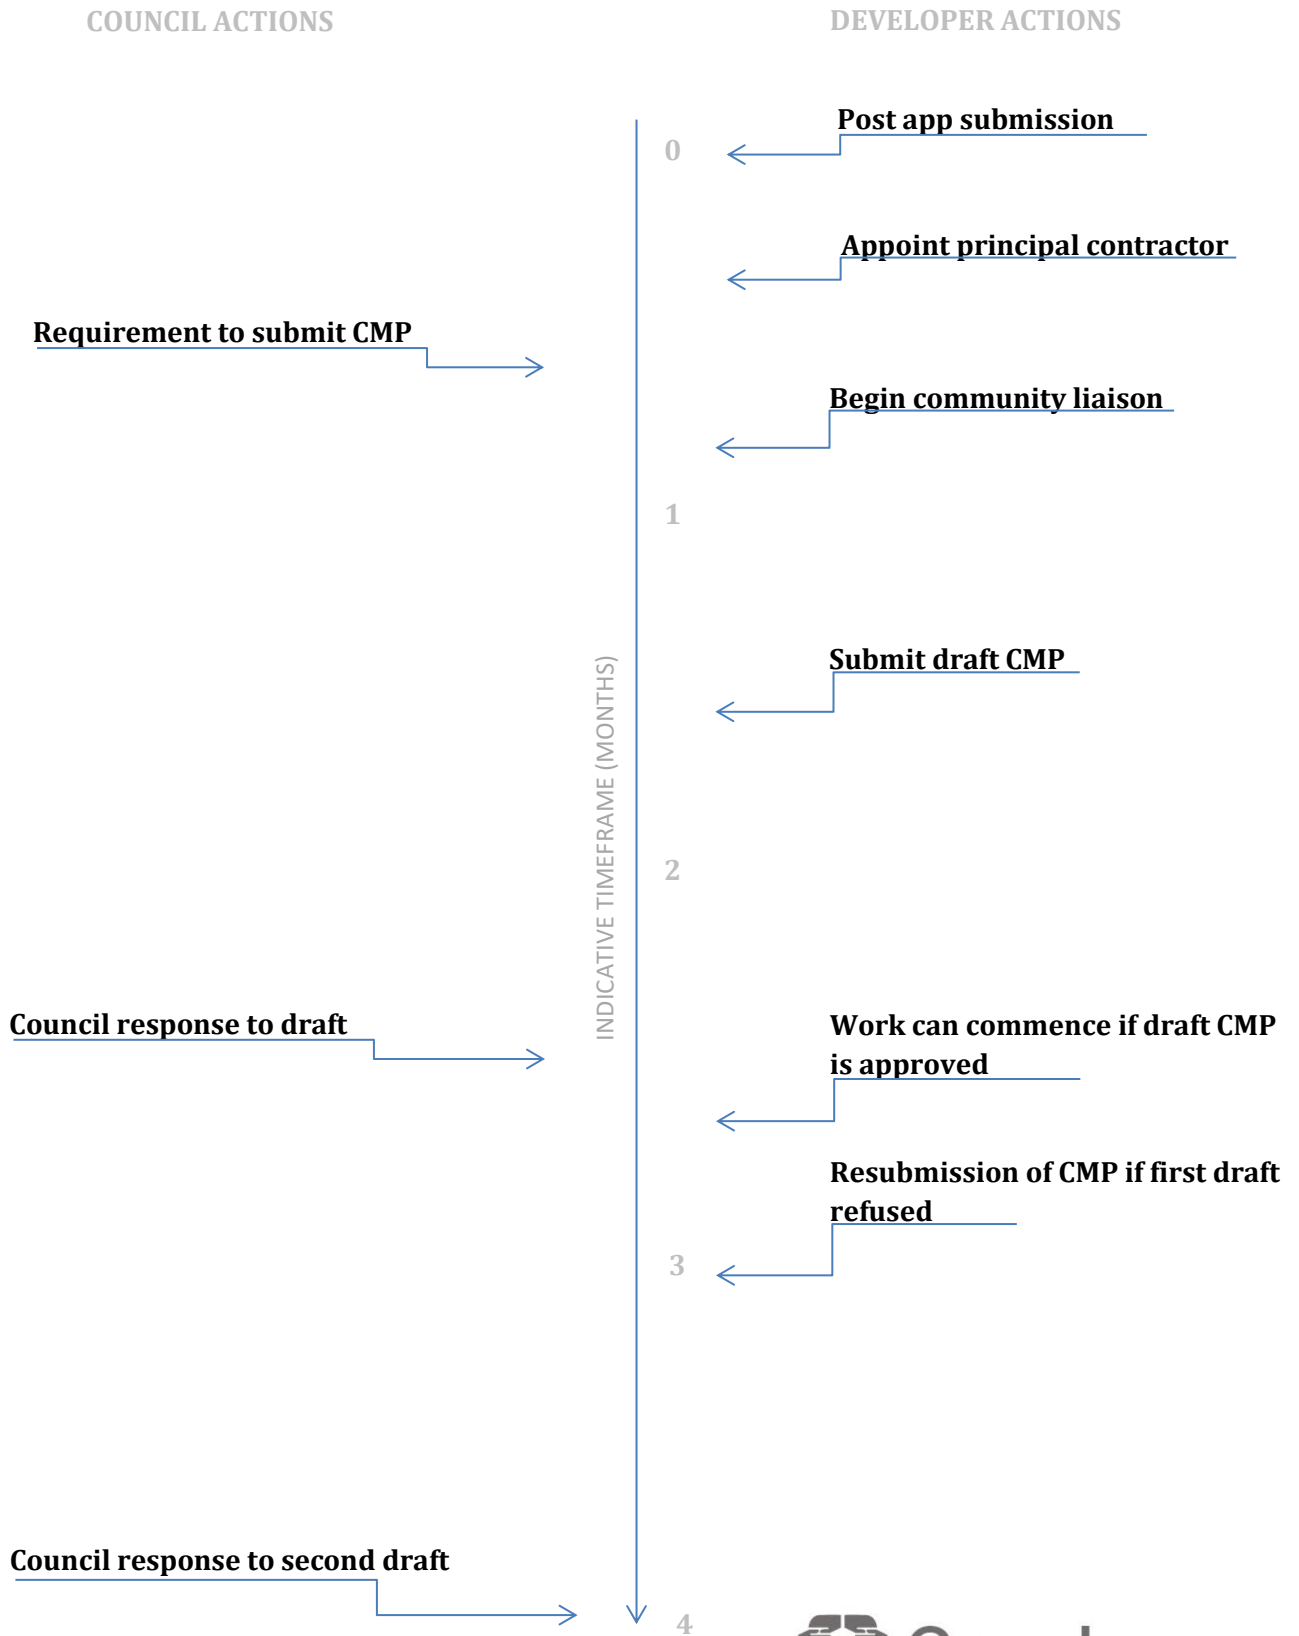 COUNCIL ACTIONS
DEVELOPER ACTIONS
Post app submission
0
Appoint principal contractor
Requirement to submit CMP
Begin community liaison
1
Submit draft CMP
INDICATIVE TIMEFRAME (MONTHS)
2
Council response to draft
Work can commence if draft CMP
is approved
Resubmission of CMP if first draft
refused
3
Council response to second draft
4